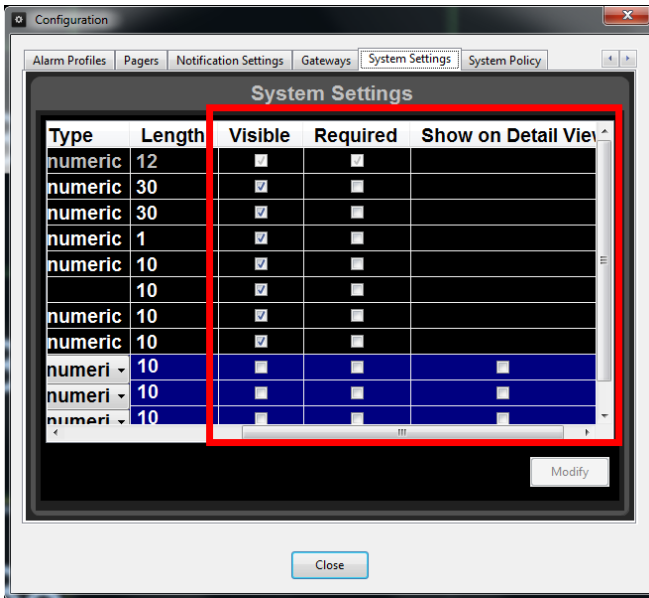 Configuration
Alarm Profiles Pagers Notification Settings Gateways System Settings System Policy
System Settings
Type Length Visible Required Show on Detail View
numeric 12
numeric 30
numeric 30
numeric 1
numeric 10
10
numeric 10
numeric 10
numeri 10
numeri 10
numeri 10
Modify
Close